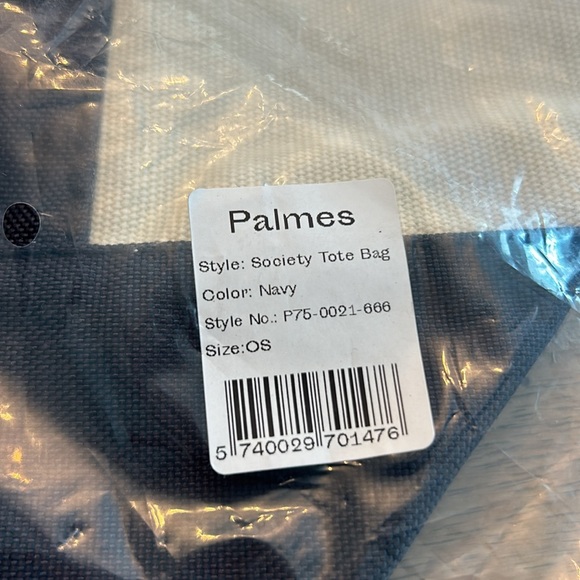 Palmes
Style: Society Tote Bag
Color: Navy
Style No.: P75-0021-666
Size:OS
5 740029 701476